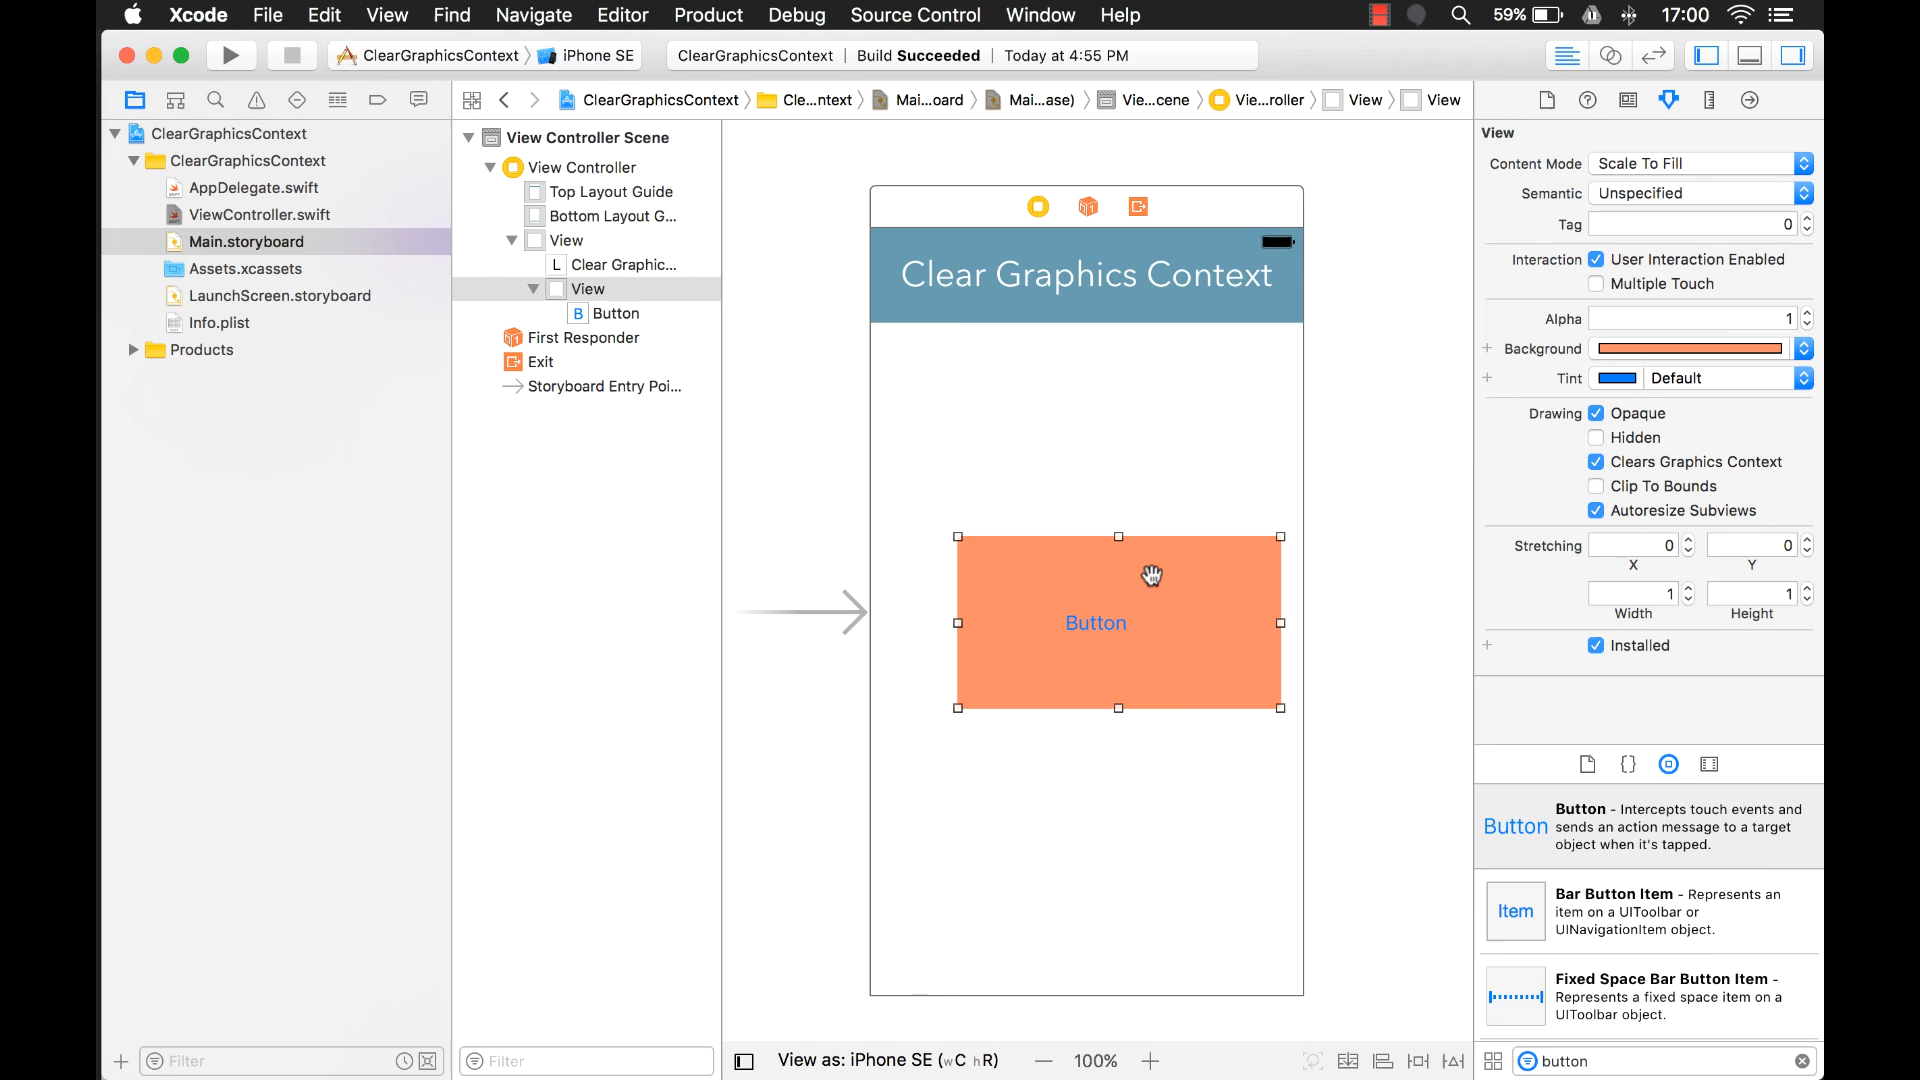 Xcode File Edit View Find Navigate Editor Product Debug Source Control Window Help 59% 17:00
ClearGraphicsContext iPhone SE ClearGraphicsContext Build Succeeded Today at 4:55 PM
ClearGraphicsContext Cle...ntext Mai...oard Mai...ase) Vie...cene Vie...roller View View
ClearGraphicsContext
ClearGraphicsContext
AppDelegate.swift
ViewController.swift
Main.storyboard
Assets.xcassets
LaunchScreen.storyboard
Info.plist
Products
Filter
View Controller Scene
View Controller
Top Layout Guide
Bottom Layout G...
View
L Clear Graphic...
View
B Button
First Responder
Exit
Storyboard Entry Poi...
Filter
Clear Graphics Context
Button
View as: iPhone SE (wC hR) 100%
View
Content Mode Scale To Fill
Semantic Unspecified
Tag 0
Interaction User Interaction Enabled
Multiple Touch
Alpha 1
Background
Tint Default
Drawing Opaque
Hidden
Clears Graphics Context
Clip To Bounds
Autoresize Subviews
Stretching 0 0
X Y
1 1
Width Height
Installed
Button
Button - Intercepts touch events and
sends an action message to a target
object when it's tapped.
Item
Bar Button Item - Represents an
item on a UIToolbar or
UINavigationItem object.
Fixed Space Bar Button Item -
Represents a fixed space item on a
UIToolbar object.
button